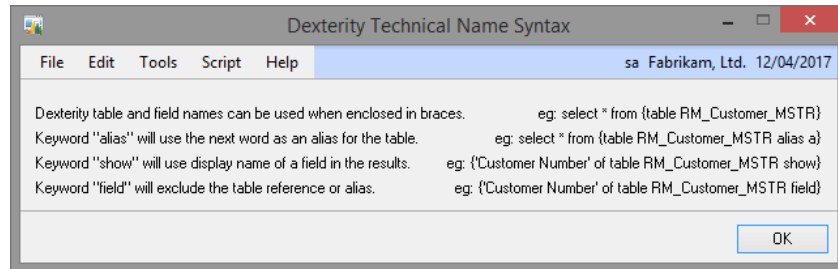 Dexterity Technical Name Syntax
File Edit Tools Script Help sa Fabrikam, Ltd. 12/04/2017
Dexterity table and field names can be used when enclosed in braces. eg: select * from {table RM_Customer_MSTR}
Keyword "alias" will use the next word as an alias for the table. eg: select * from {table RM_Customer_MSTR alias a}
Keyword "show" will use display name of a field in the results. eg: {'Customer Number' of table RM_Customer_MSTR show}
Keyword "field" will exclude the table reference or alias. eg: {'Customer Number' of table RM_Customer_MSTR field}
OK